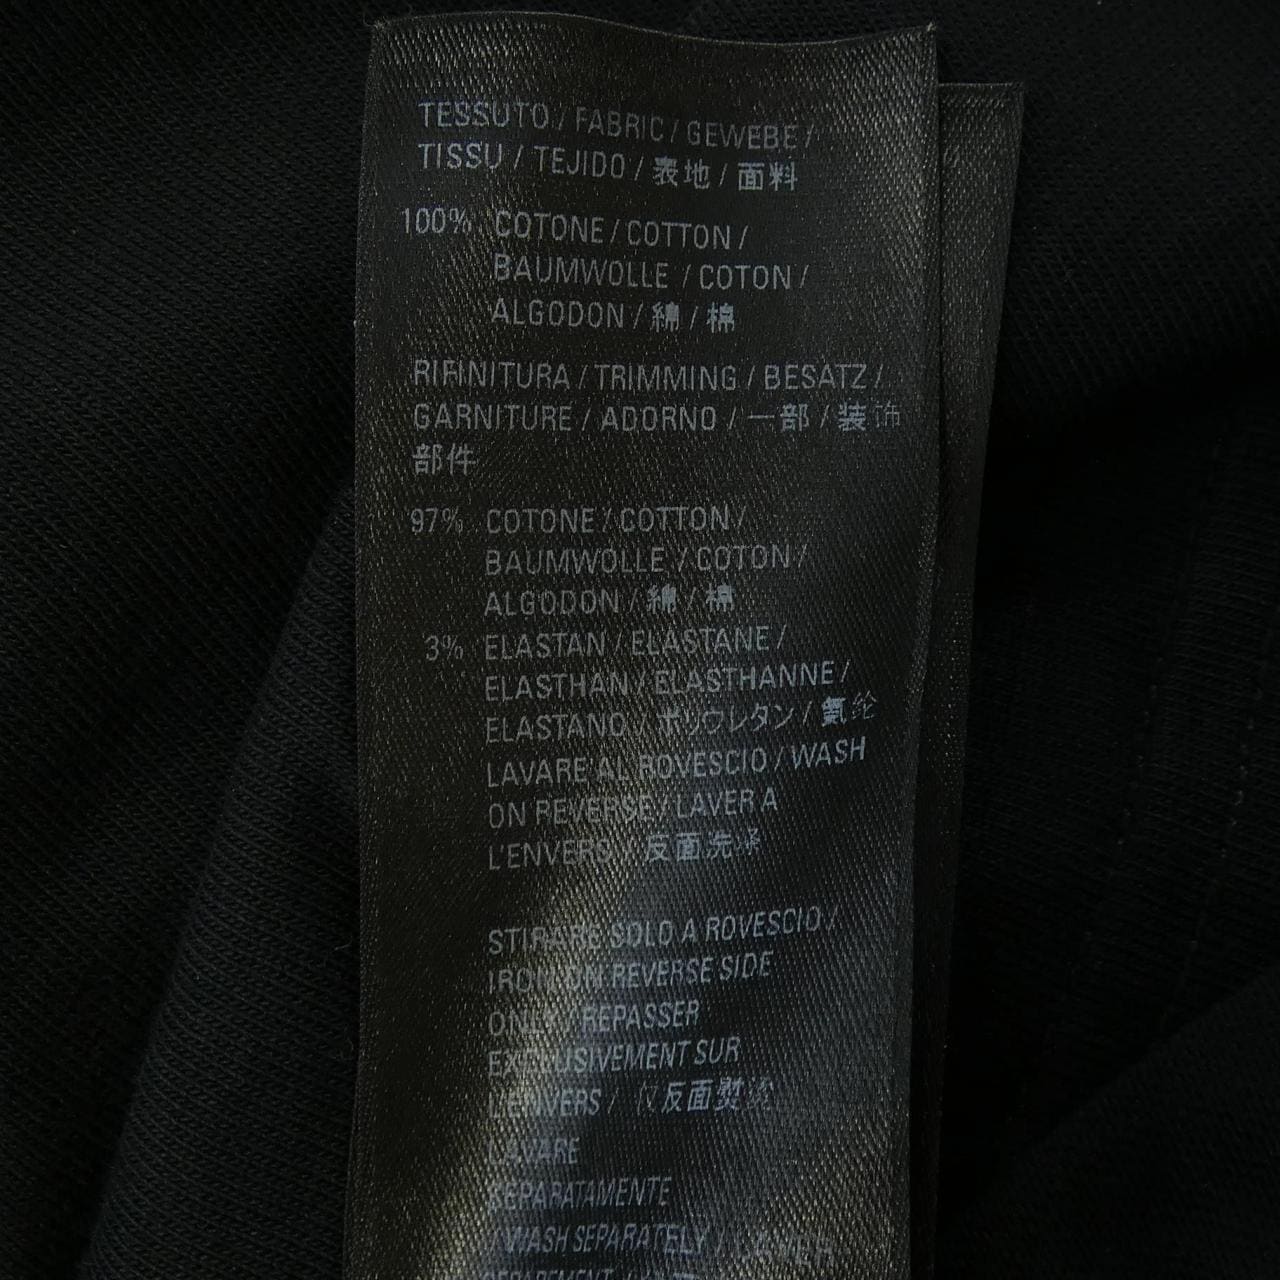 TESSUTO / FABRIC / GEWEBE /
TISSU / TEJIDO / 表地 / 面料
100% COTONE / COTTON /
BAUMWOLLE / COTON /
ALGODON / 綿 / 棉
RIFINITURA / TRIMMING / BESATZ /
GARNITURE / ADORNO / 一部 / 装饰
部件
97% COTONE / COTTON /
BAUMWOLLE / COTON /
ALGODON / 綿 / 棉
3% ELASTAN / ELASTANE /
ELASTHAN / ELASTHANNE /
ELASTANO / ポリウレタン / 氨纶
LAVARE AL ROVESCIO / WASH
ON REVERSE / LAVER A
L'ENVERS 反面洗涤
STIRARE SOLO A ROVESCIO /
IRON ON REVERSE SIDE
ONLY / REPASSER
EXCLUSIVEMENT SUR
L'ENVERS / 仅反面熨烫
LAVARE
SEPARATAMENTE
/ WASH SEPARATELY / LAVER
SEPAREMENT /